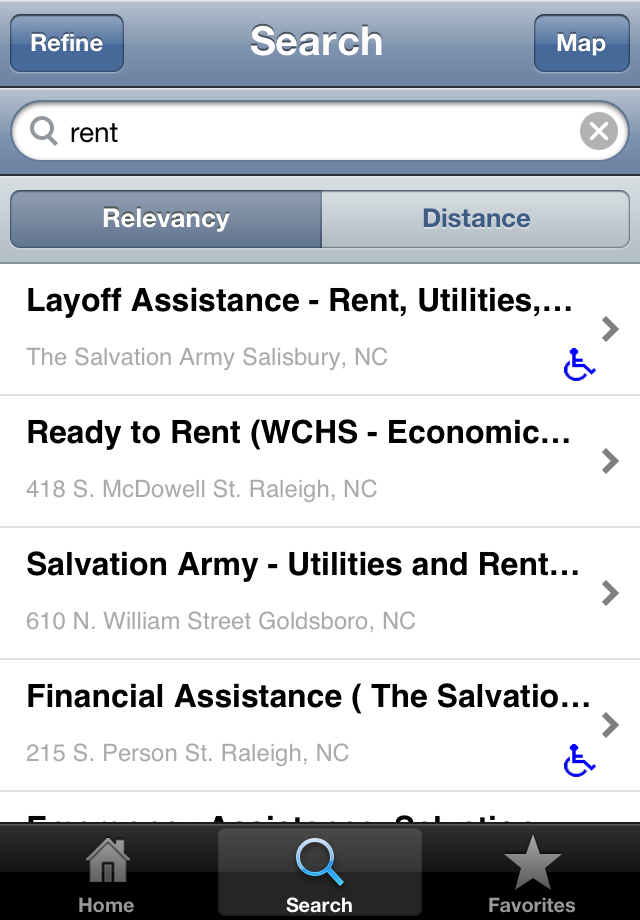 Refine Search Map
rent
Relevancy Distance
Layoff Assistance - Rent, Utilities,...
The Salvation Army Salisbury, NC
Ready to Rent (WCHS - Economic...
418 S. McDowell St. Raleigh, NC
Salvation Army - Utilities and Rent...
610 N. William Street Goldsboro, NC
Financial Assistance ( The Salvatio...
215 S. Person St. Raleigh, NC
Home Search Favorites